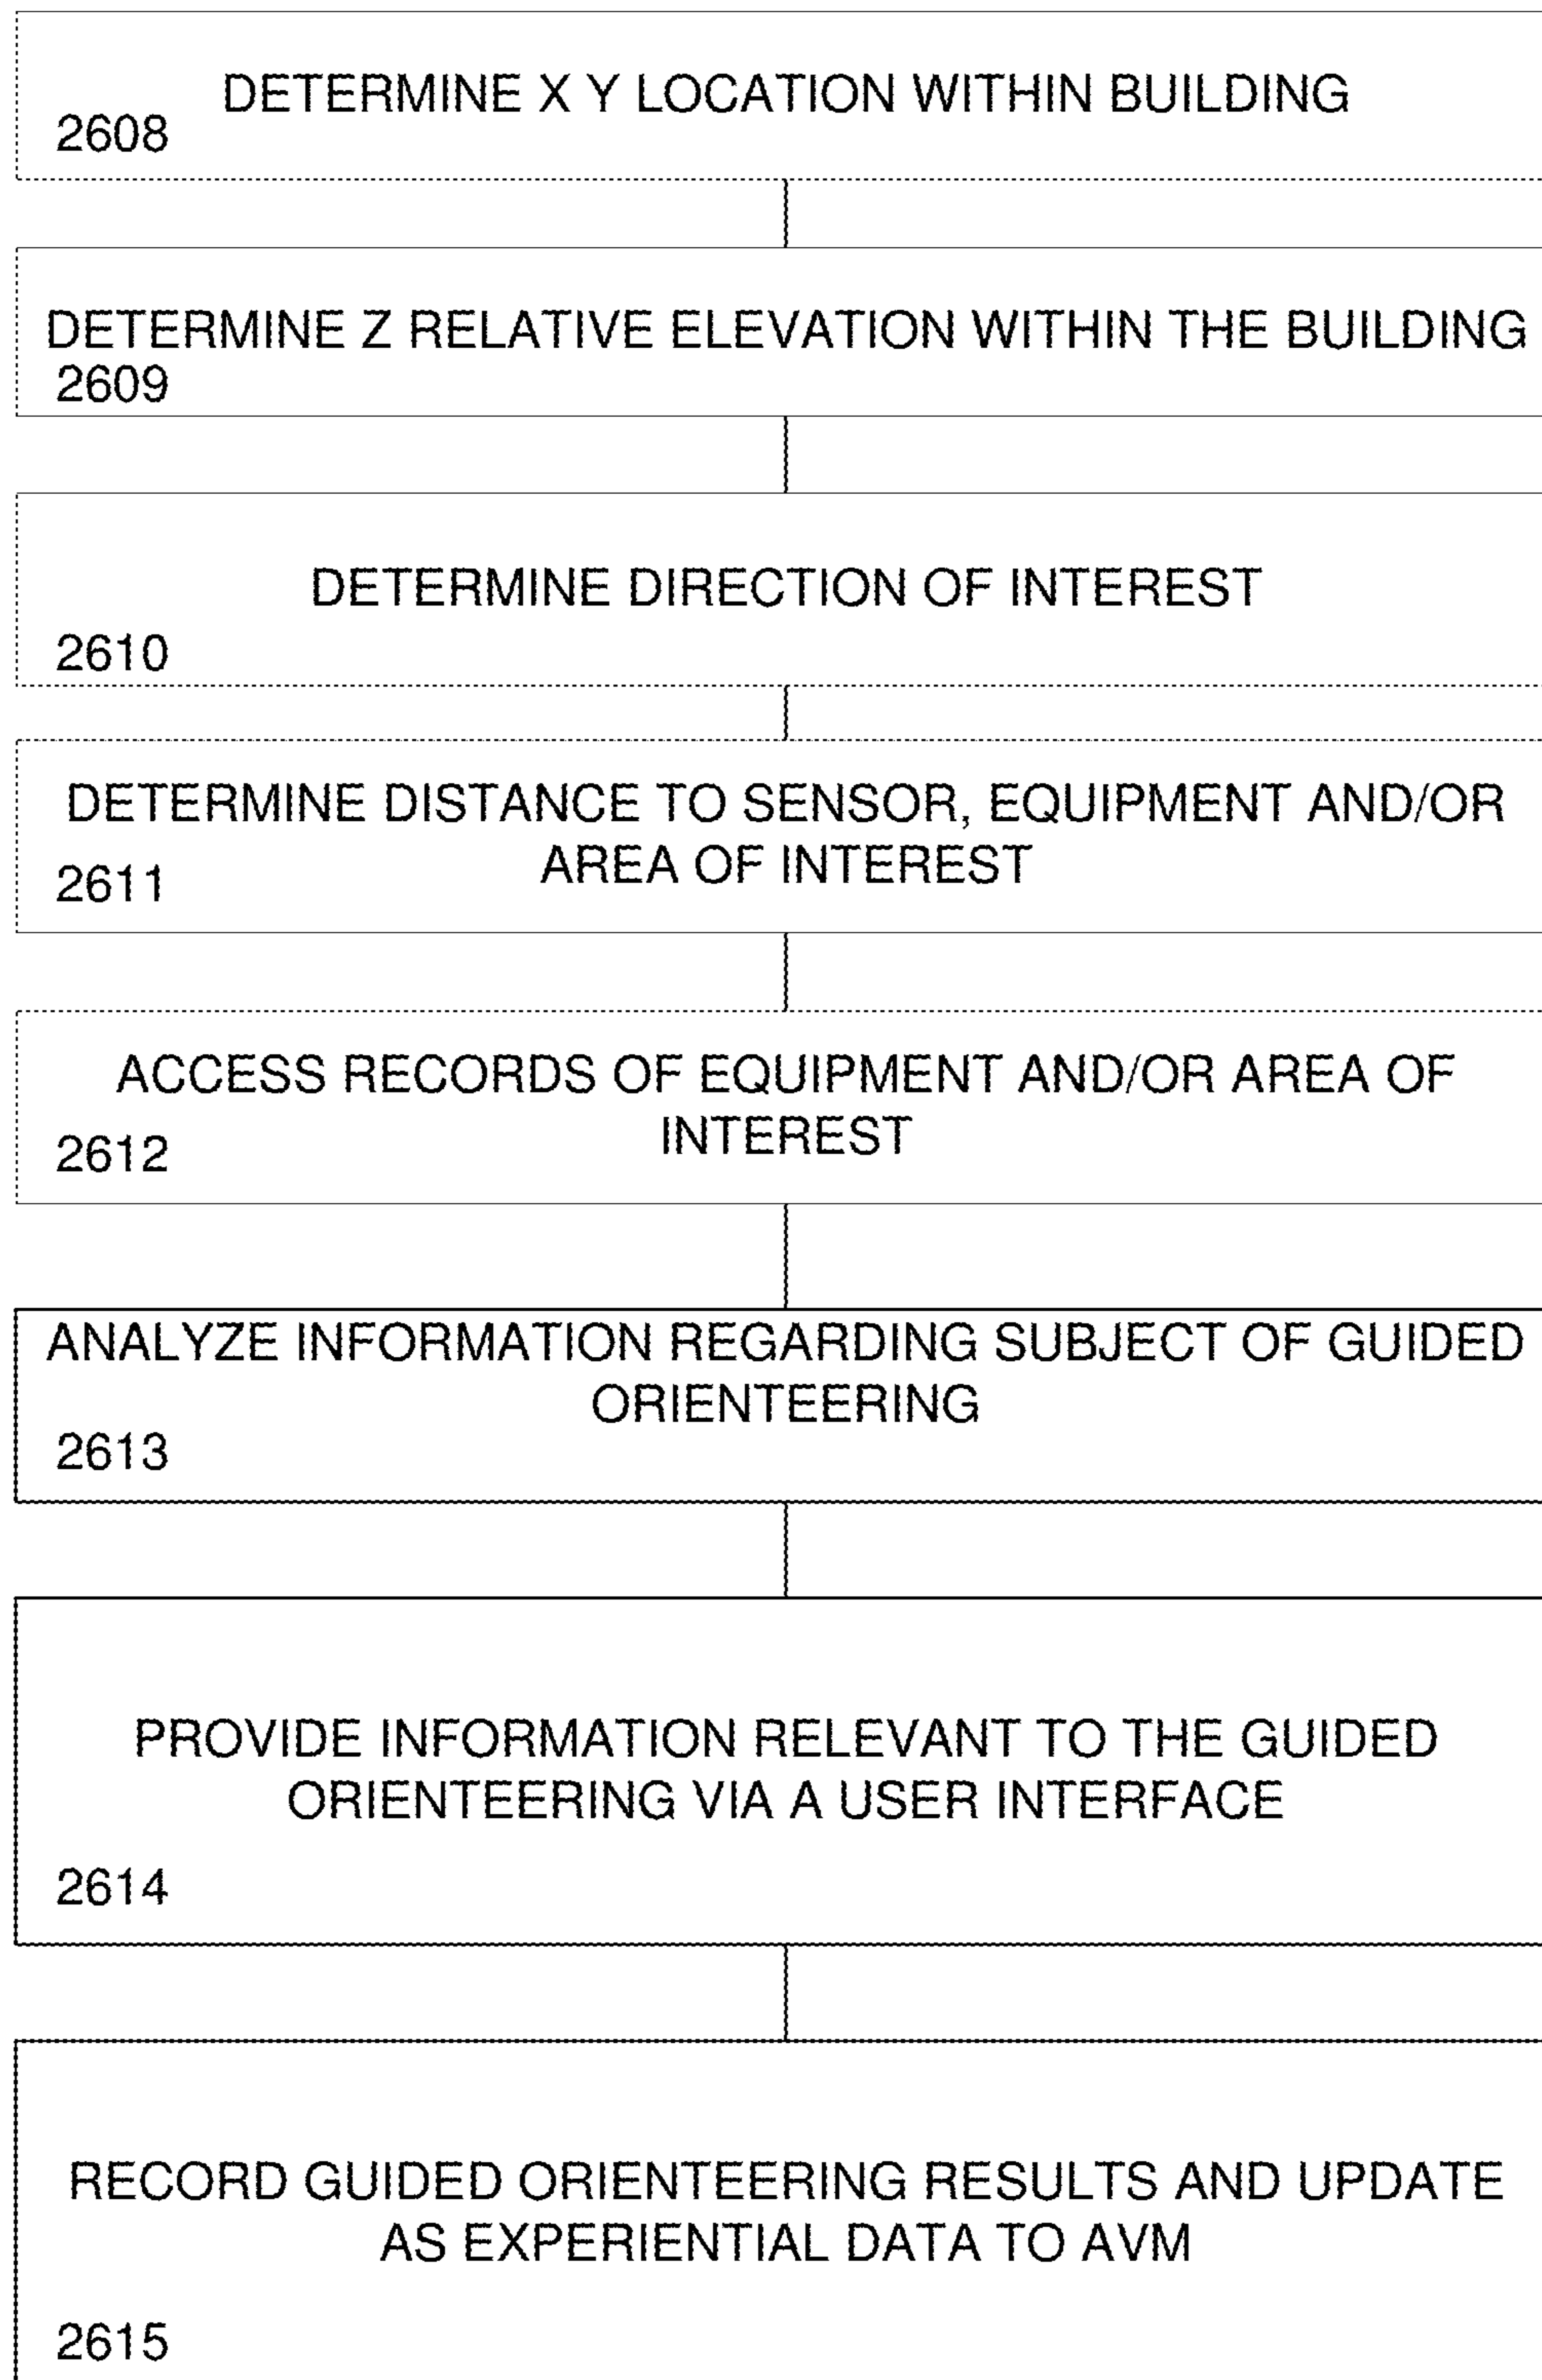 DETERMINE X Y LOCATION WITHIN BUILDING
2608
DETERMINE Z RELATIVE ELEVATION WITHIN THE BUILDING
2609
DETERMINE DIRECTION OF INTEREST
2610
DETERMINE DISTANCE TO SENSOR, EQUIPMENT AND/OR
AREA OF INTEREST
2611
ACCESS RECORDS OF EQUIPMENT AND/OR AREA OF
INTEREST
2612
ANALYZE INFORMATION REGARDING SUBJECT OF GUIDED
ORIENTEERING
2613
PROVIDE INFORMATION RELEVANT TO THE GUIDED
ORIENTEERING VIA A USER INTERFACE
2614
RECORD GUIDED ORIENTEERING RESULTS AND UPDATE
AS EXPERIENTIAL DATA TO AVM
2615